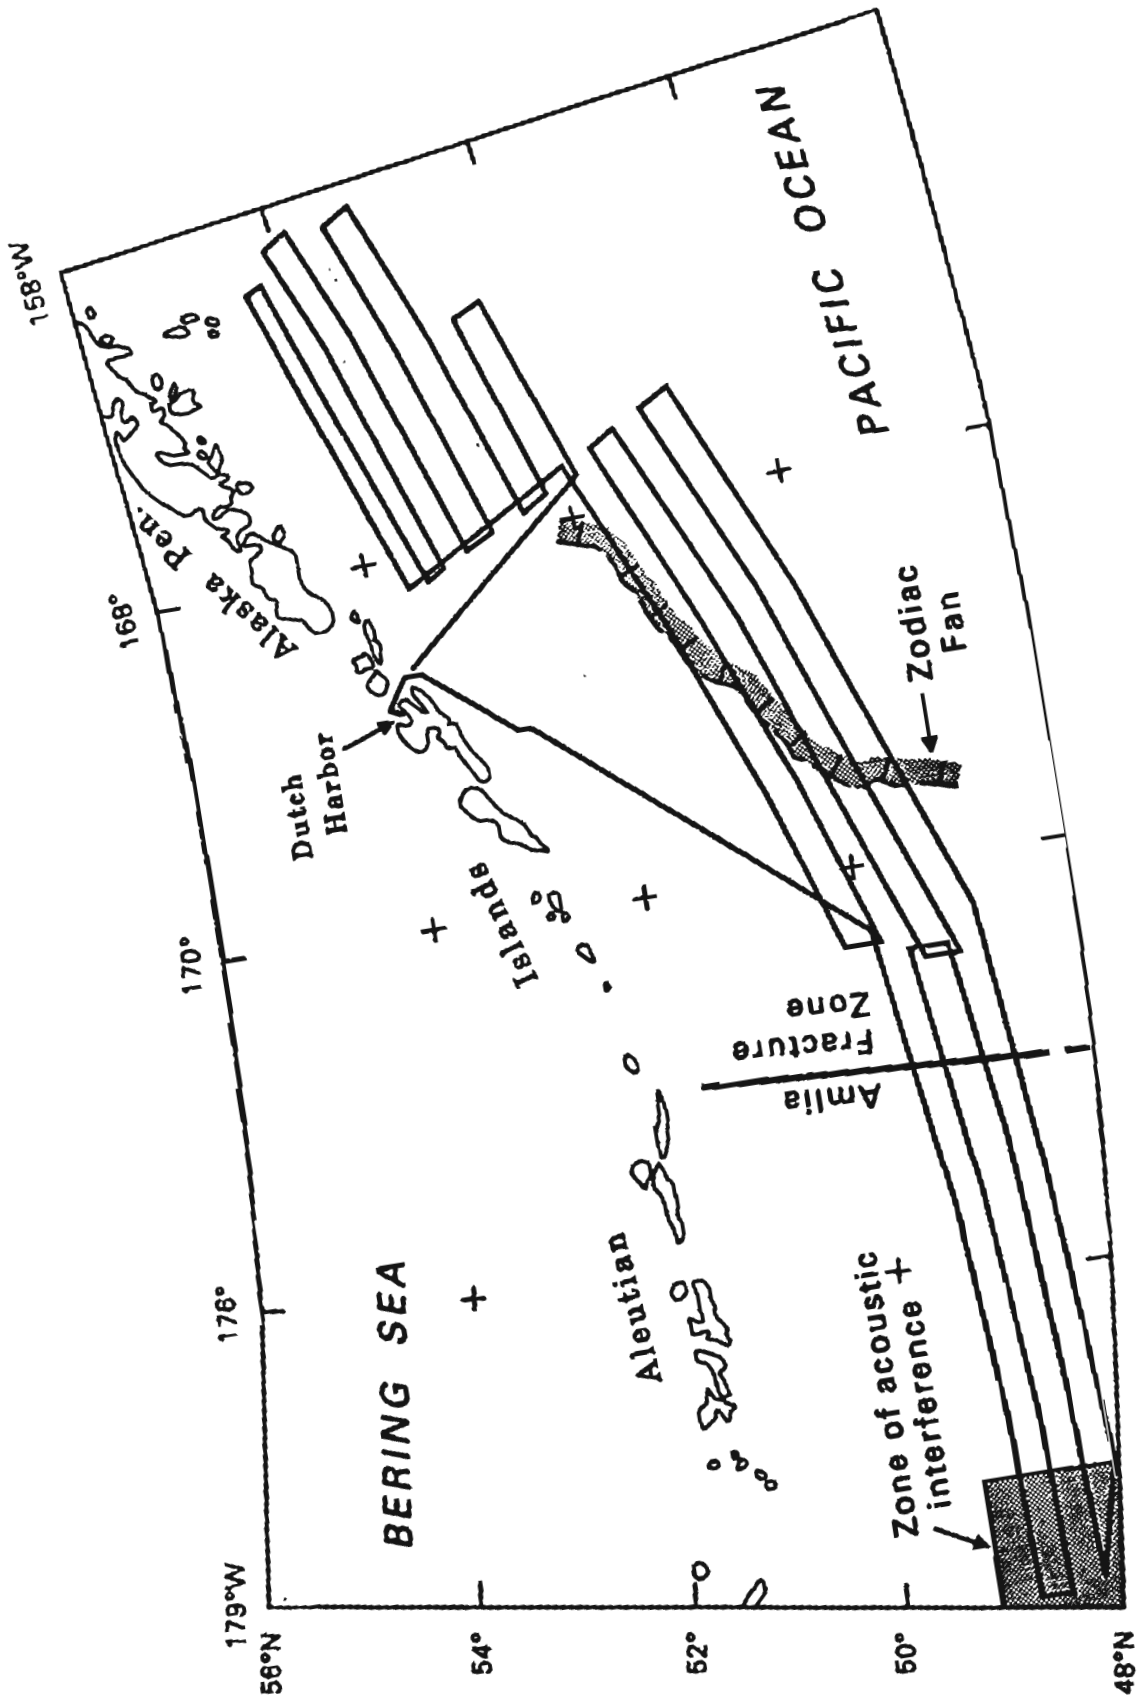 158°W
168°
170°
178°
179°W
56°N
54°
52°
50°
48°N
Alaska Pen.
Dutch
Harbor
Islands
Aleutian
BERING SEA
PACIFIC OCEAN
Zodiac
Fan
Amlia
Fracture
Zone
Zone of acoustic
interference